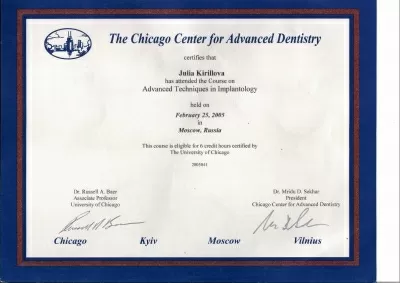 The Chicago Center for Advanced Dentistry
certifies that
Julia Kirillova
has attended the Course on
Advanced Techniques in Implantology
held on
February 25, 2005
in
Moscow, Russia
This course is eligible for 6 credit hours certified by
The University of Chicago
Dr. Russell A. Baer
Associate Professor
University of Chicago
Dr. Mridu D. Sekhar
President
Chicago Center for Advanced Dentistry
Chicago Kyiv Moscow Vilnius